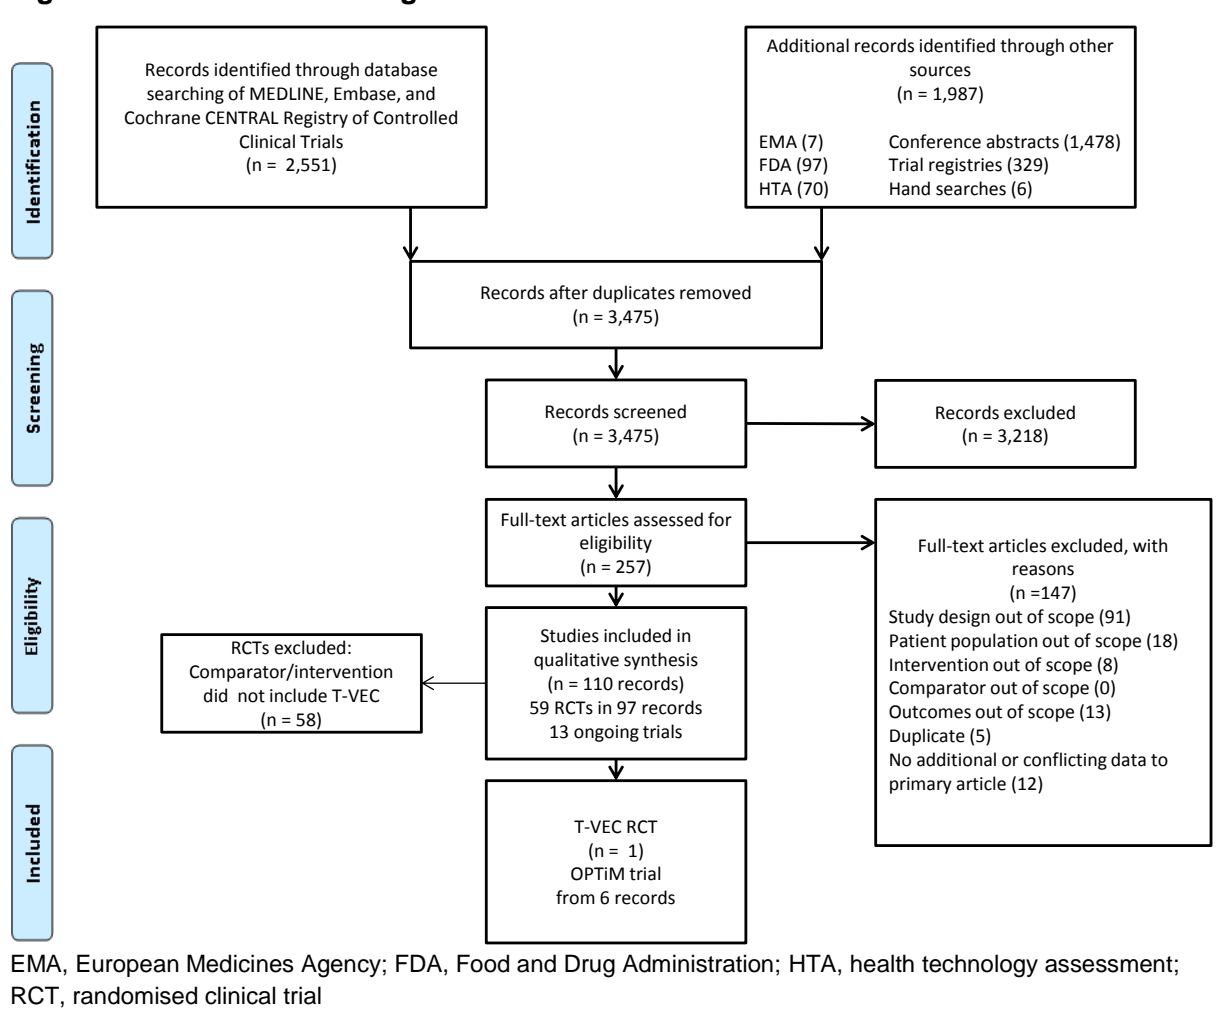 Identification
Records identified through database
searching of MEDLINE, Embase, and
Cochrane CENTRAL Registry of Controlled
Clinical Trials
(n = 2,551)
Additional records identified through other
sources
(n = 1,987)
EMA (7) Conference abstracts (1,478)
FDA (97) Trial registries (329)
HTA (70) Hand searches (6)
Records after duplicates removed
(n = 3,475)
Screening
Records screened
(n = 3,475)
Records excluded
(n = 3,218)
Eligibility
Full-text articles assessed for
eligibility
(n = 257)
Full-text articles excluded, with
reasons
(n =147)
Study design out of scope (91)
Patient population out of scope (18)
Intervention out of scope (8)
Comparator out of scope (0)
Outcomes out of scope (13)
Duplicate (5)
No additional or conflicting data to
primary article (12)
Studies included in
qualitative synthesis
(n = 110 records)
59 RCTs in 97 records
13 ongoing trials
RCTs excluded:
Comparator/intervention
did not include T-VEC
(n = 58)
Included
T-VEC RCT
(n = 1)
OPTiM trial
from 6 records
EMA, European Medicines Agency; FDA, Food and Drug Administration; HTA, health technology assessment;
RCT, randomised clinical trial